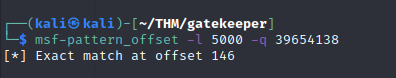 ┌──(kali㉿kali)-[~/THM/gatekeeper]
└─$ msf-pattern_offset -l 5000 -q 39654138
[*] Exact match at offset 146